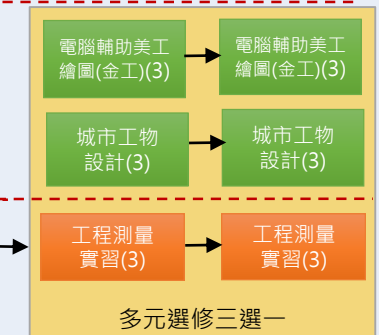 電腦輔助美工
繪圖(金工)(3)
電腦輔助美工
繪圖(金工)(3)
城市工物
設計(3)
城市工物
設計(3)
工程測量
實習(3)
工程測量
實習(3)
多元選修三選一